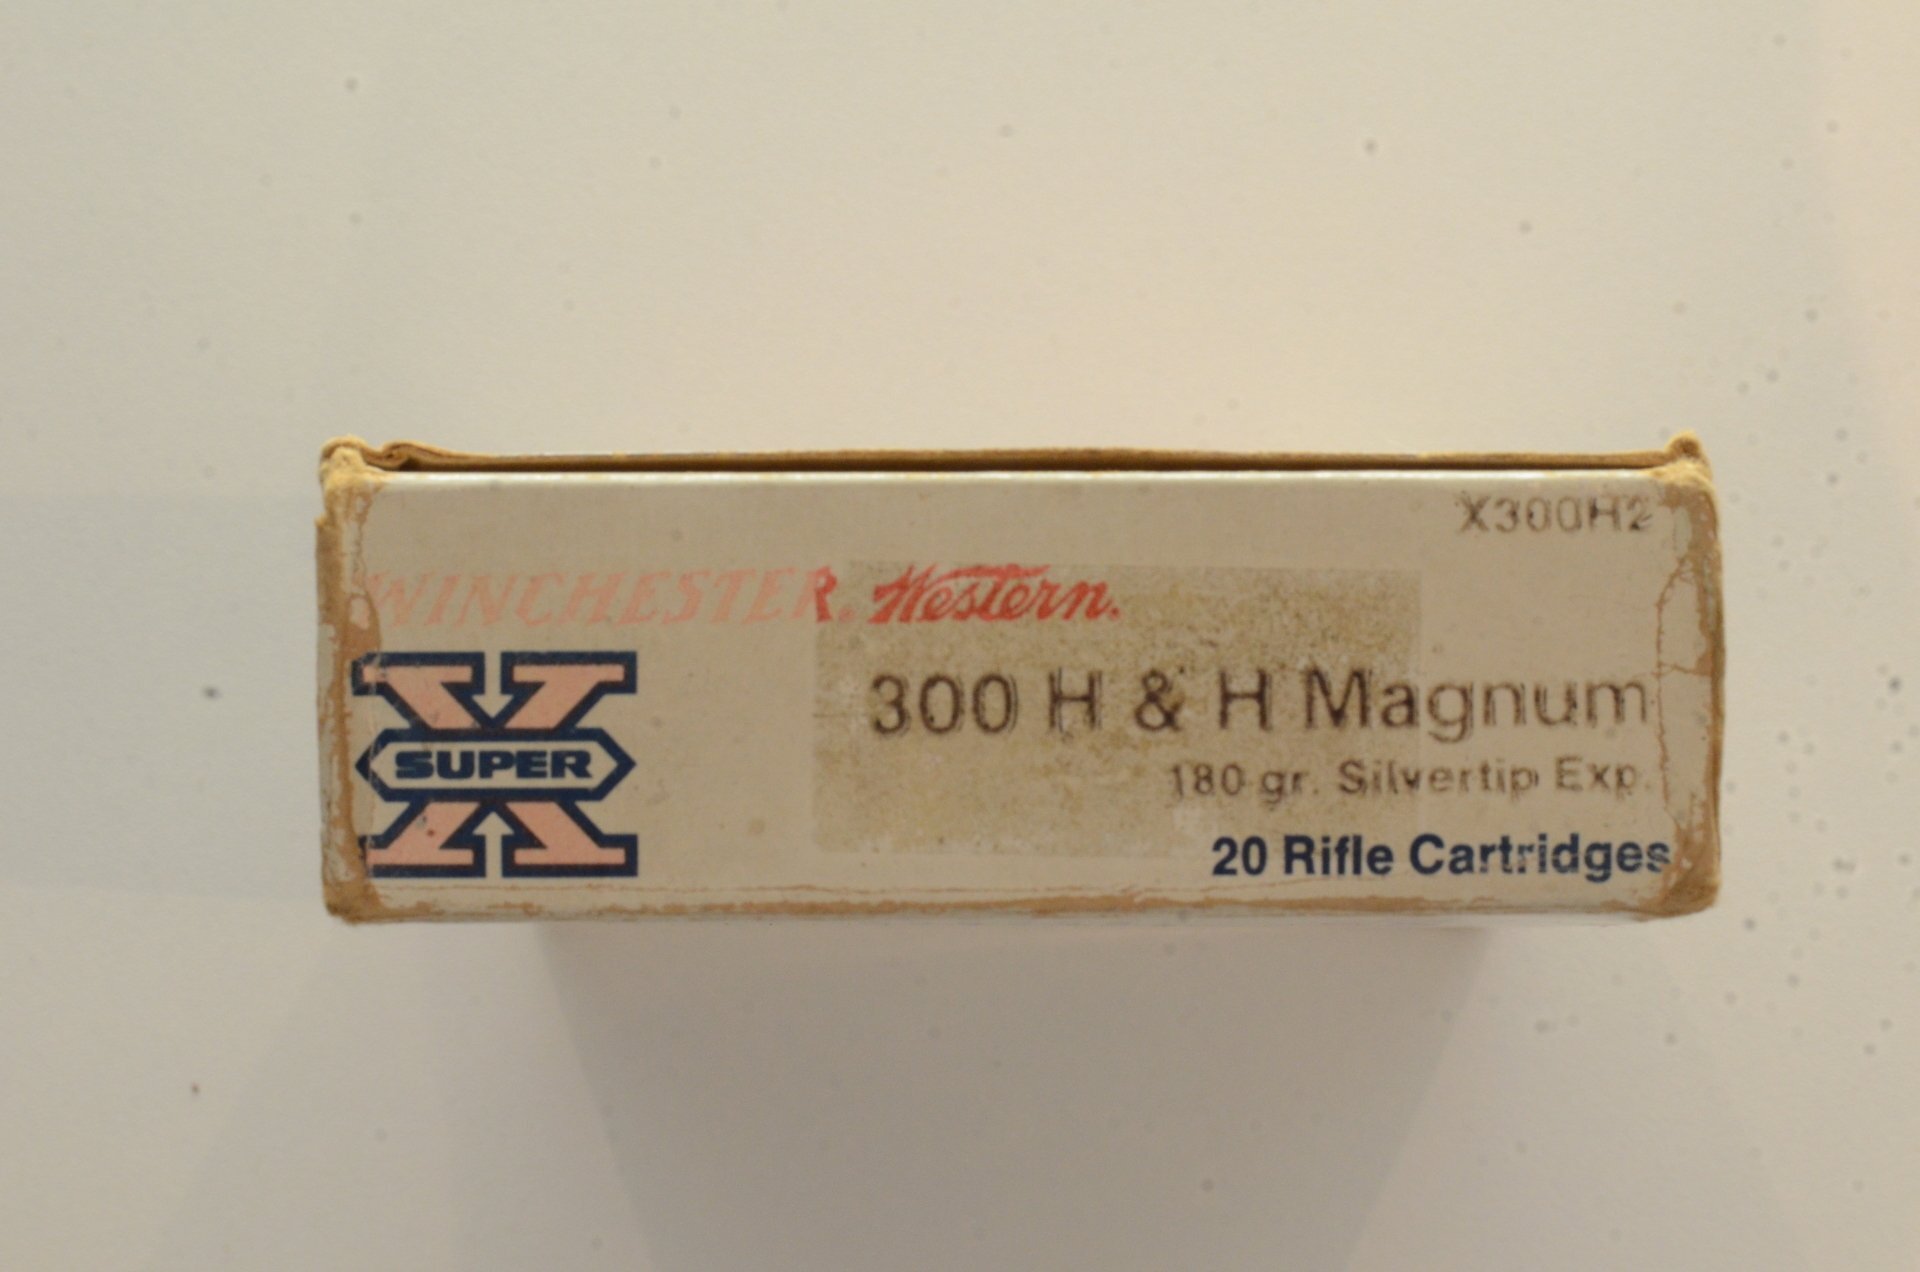 X300H2
WINCHESTER. Western.
300 H & H Magnum
SUPER X
180 gr. Silvertip Exp.
20 Rifle Cartridges